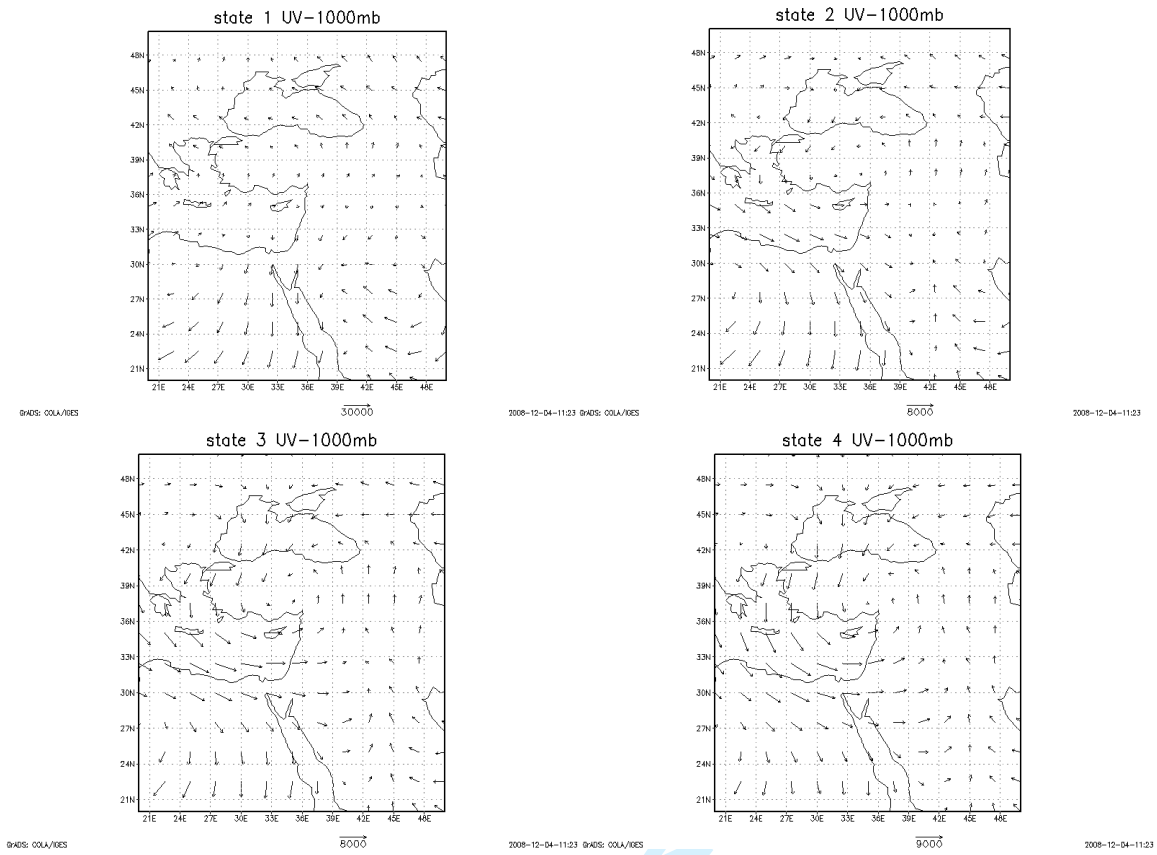 state 1 UV-1000mb
48N
45N
42N
39N
36N
33N
30N
27N
24N
21N
21E 24E 27E 30E 33E 36E 39E 42E 45E 48E
30000
GrADS: COLA/IGES
2008-12-04-11:23
state 2 UV-1000mb
48N
45N
42N
39N
36N
33N
30N
27N
24N
21N
21E 24E 27E 30E 33E 36E 39E 42E 45E 48E
8000
GrADS: COLA/IGES
2008-12-04-11:23
state 3 UV-1000mb
48N
45N
42N
39N
36N
33N
30N
27N
24N
21N
21E 24E 27E 30E 33E 36E 39E 42E 45E 48E
8000
GrADS: COLA/IGES
2008-12-04-11:23
state 4 UV-1000mb
48N
45N
42N
39N
36N
33N
30N
27N
24N
21N
21E 24E 27E 30E 33E 36E 39E 42E 45E 48E
9000
GrADS: COLA/IGES
2008-12-04-11:23